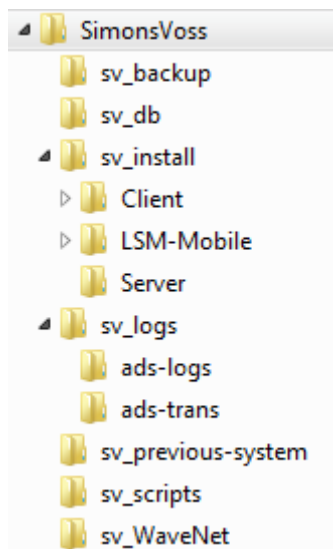 SimonsVoss
sv_backup
sv_db
sv_install
Client
LSM-Mobile
Server
sv_logs
ads-logs
ads-trans
sv_previous-system
sv_scripts
sv_WaveNet